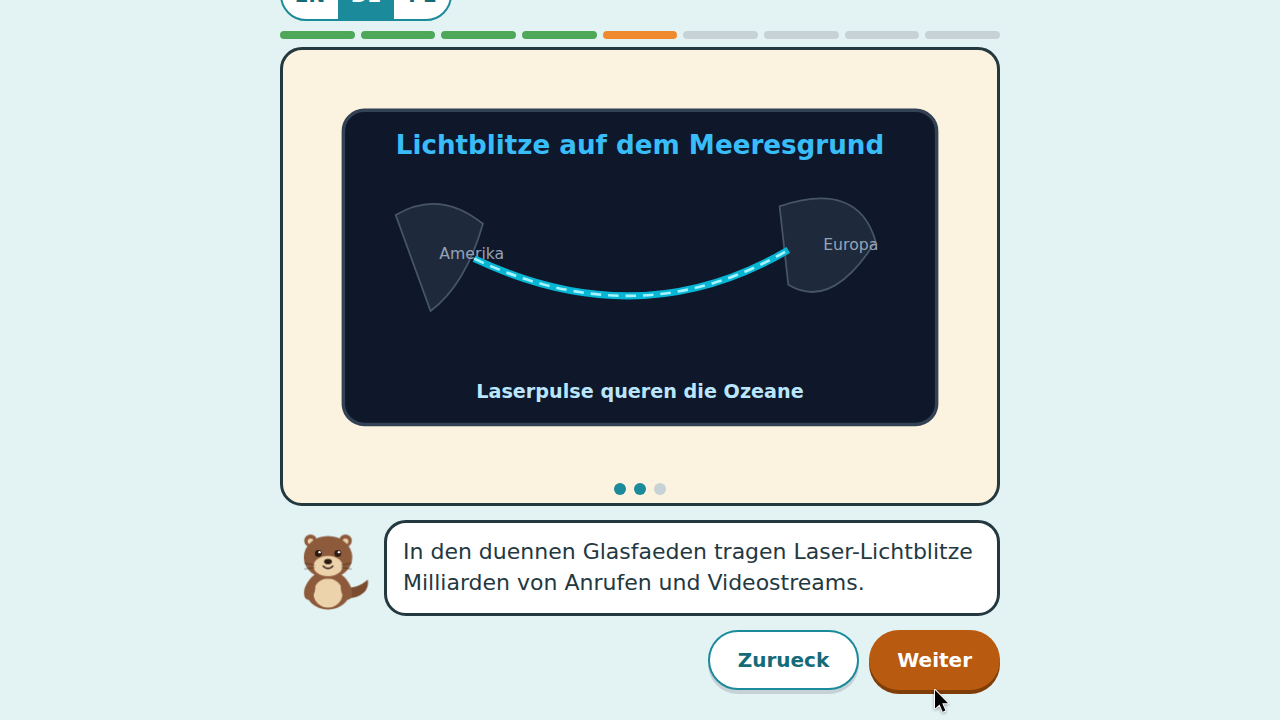 Lichtblitze auf dem Meeresgrund
Amerika
Europa
Laserpulse queren die Ozeane
In den duennen Glasfaeden tragen Laser-Lichtblitze
Milliarden von Anrufen und Videostreams.
Zurueck
Weiter